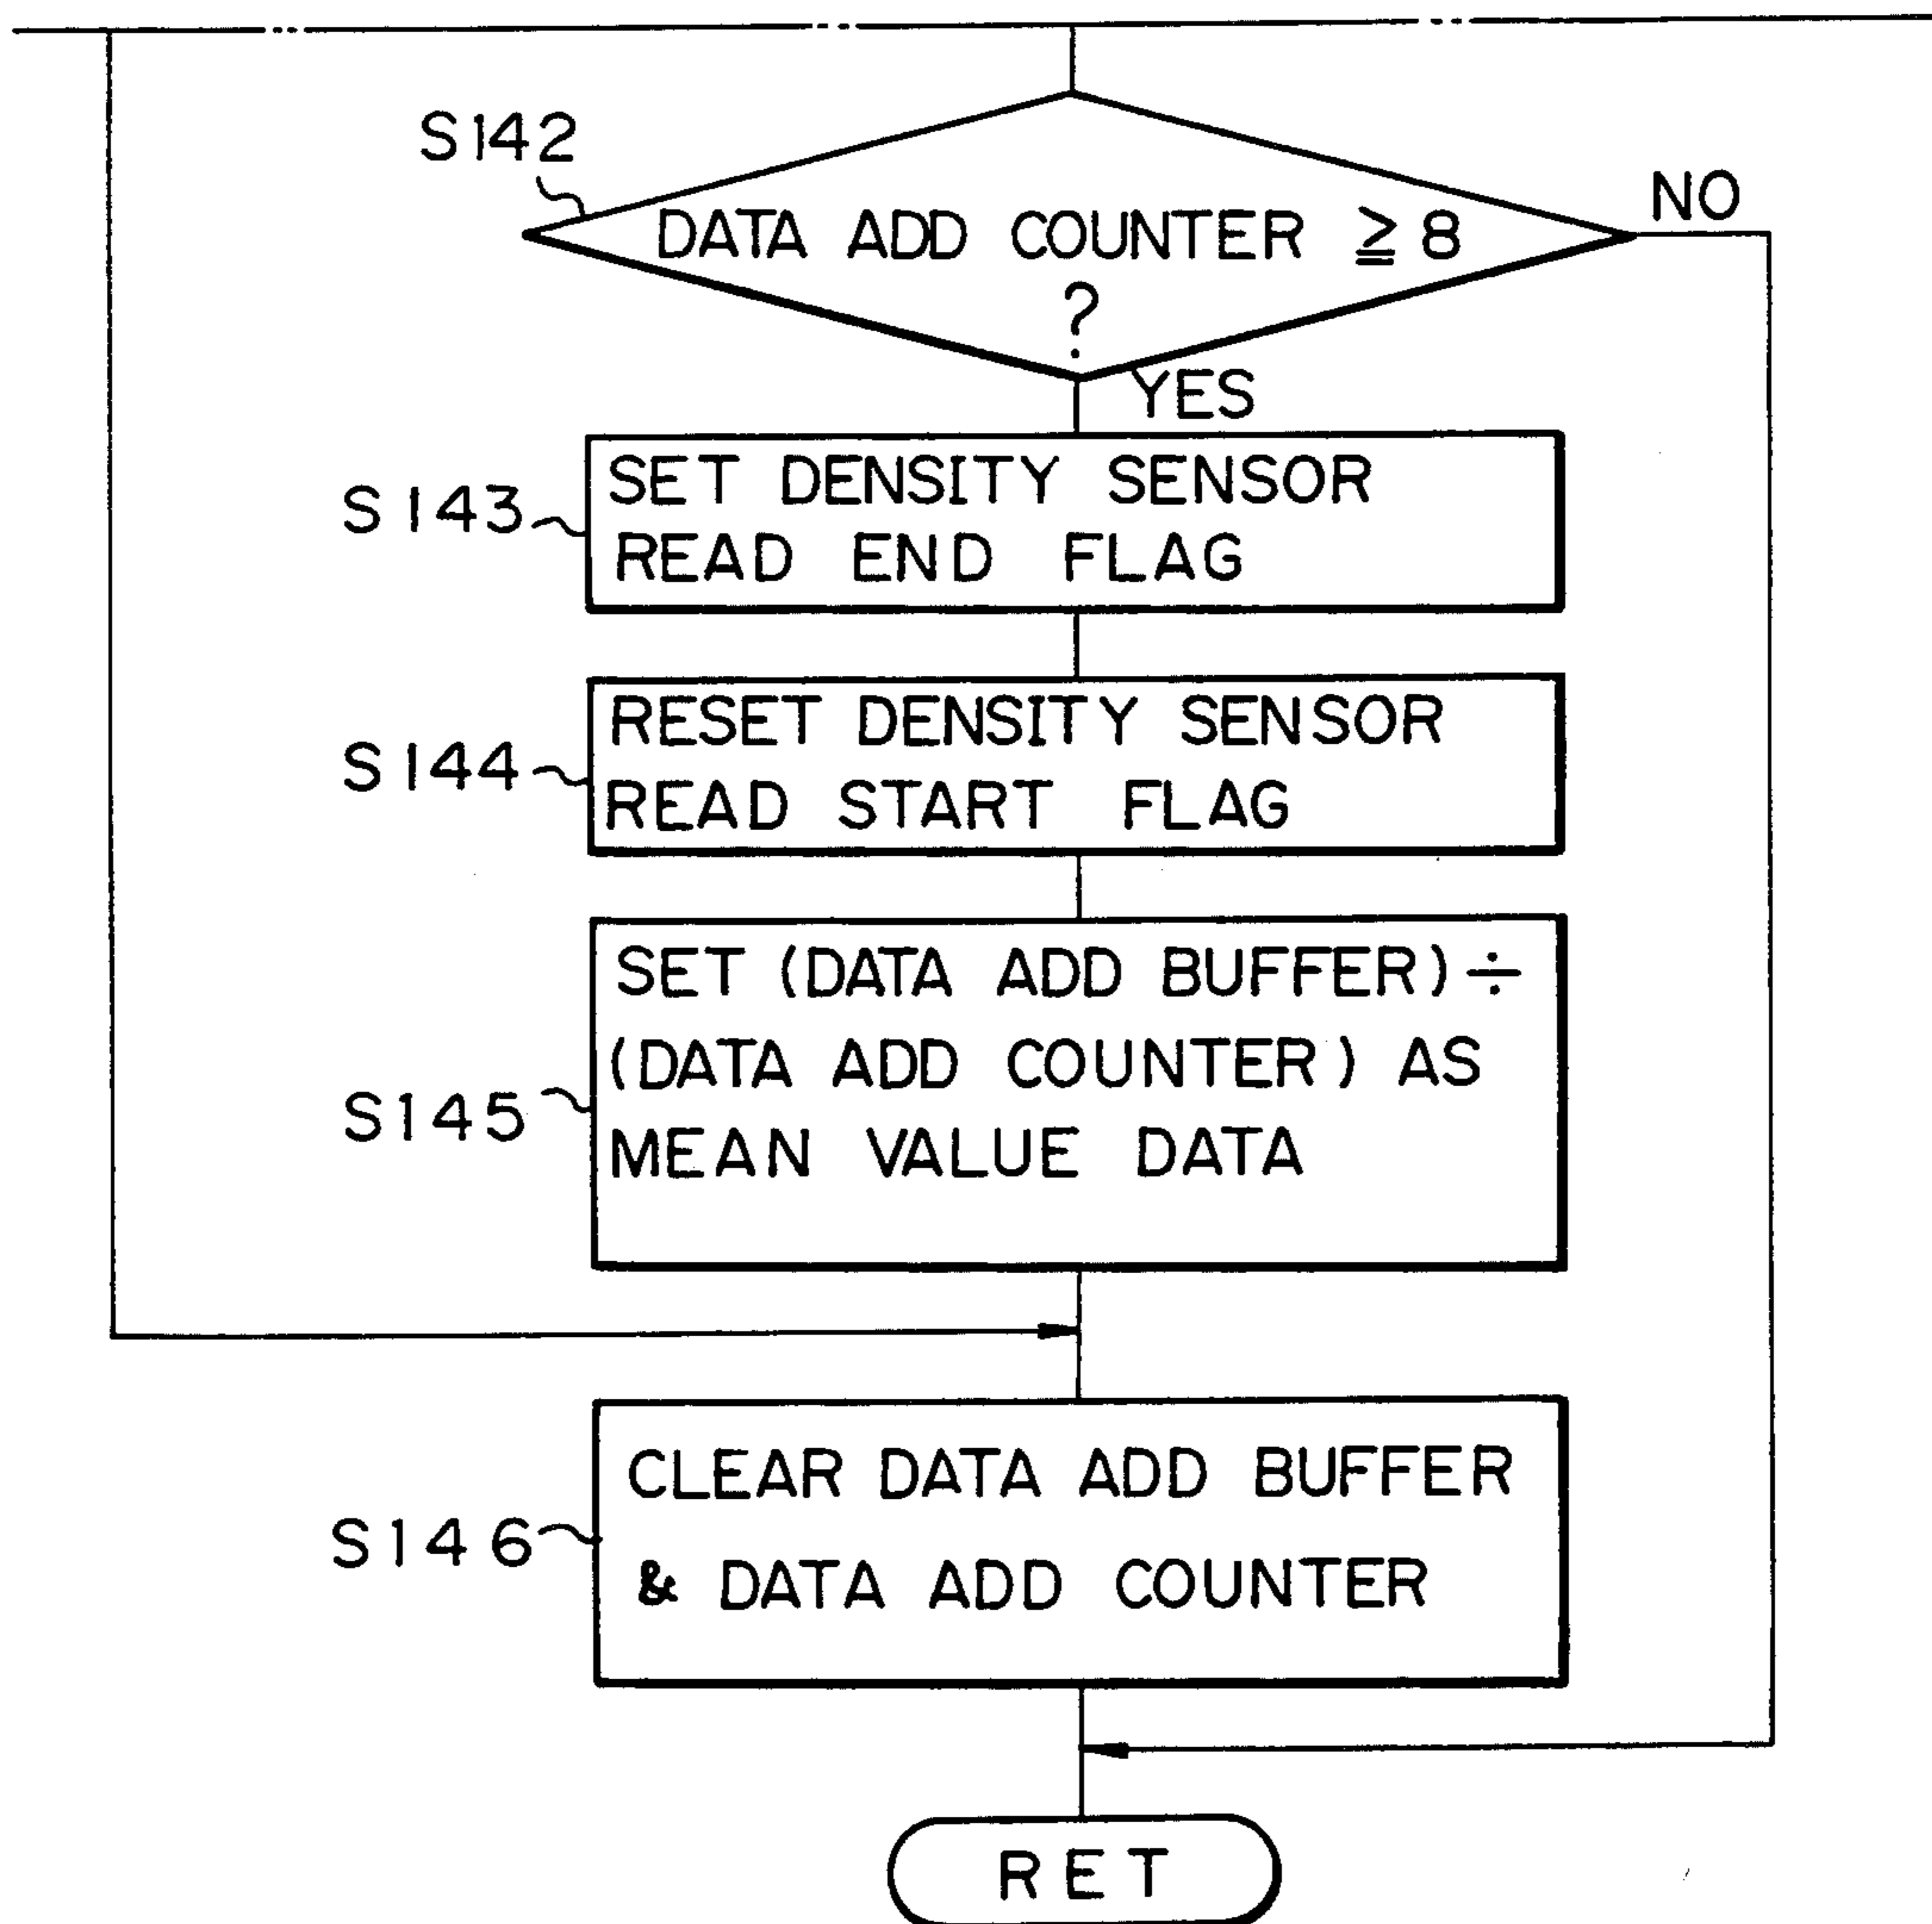 S142
DATA ADD COUNTER ≧ 8
?
NO
YES
S143
SET DENSITY SENSOR
READ END FLAG
S144
RESET DENSITY SENSOR
READ START FLAG
S145
SET (DATA ADD BUFFER) ÷
(DATA ADD COUNTER) AS
MEAN VALUE DATA
S146
CLEAR DATA ADD BUFFER
& DATA ADD COUNTER
RET